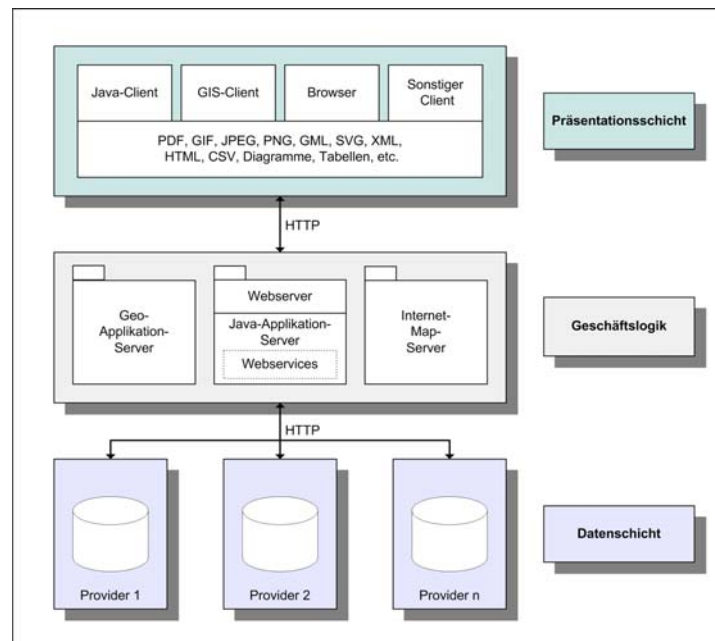 Java-Client
GIS-Client
Browser
Sonstiger
Client
PDF, GIF, JPEG, PNG, GML, SVG, XML,
HTML, CSV, Diagramme, Tabellen, etc.
Präsentationsschicht
HTTP
Geo-
Applikation-
Server
Webserver
Java-Applikation-
Server
Webservices
Internet-
Map-
Server
Geschäftslogik
HTTP
Provider 1
Provider 2
Provider n
Datenschicht